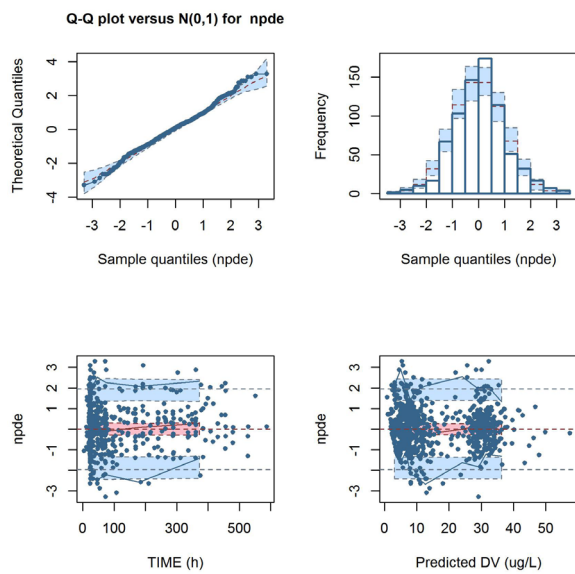 Q-Q plot versus N(0,1) for npde
Theoretical Quantiles
4
2
0
-2
-4
-3 -2 -1 0 1 2 3
Sample quantiles (npde)
Frequency
150
100
50
0
-3 -2 -1 0 1 2 3
Sample quantiles (npde)
npde
3
1
-1
-3
0 100 300 500
TIME (h)
npde
3
1
-1
-3
0 10 20 30 40 50
Predicted DV (ug/L)